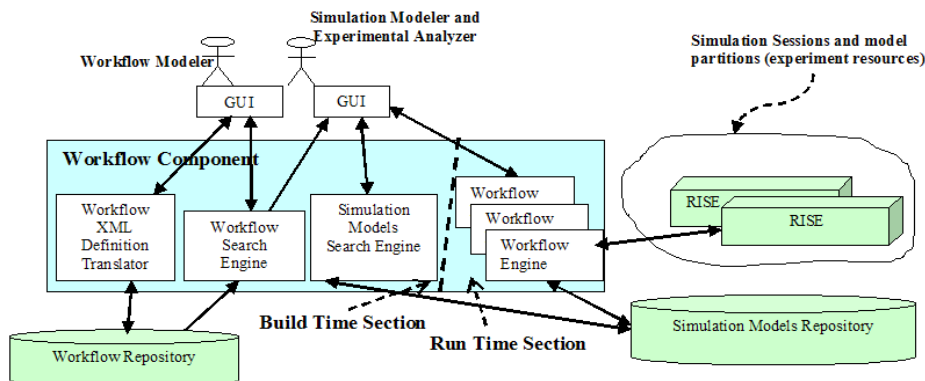 Simulation Modeler and
Experimental Analyzer
Workflow Modeler
Simulation Sessions and model
partitions (experiment resources)
GUI
GUI
Workflow Component
Workflow
XML
Definition
Translator
Workflow
Search
Engine
Simulation
Models
Search Engine
Workflow
Workflow
Workflow
Engine
RISE
RISE
Build Time Section
Run Time Section
Workflow Repository
Simulation Models Repository